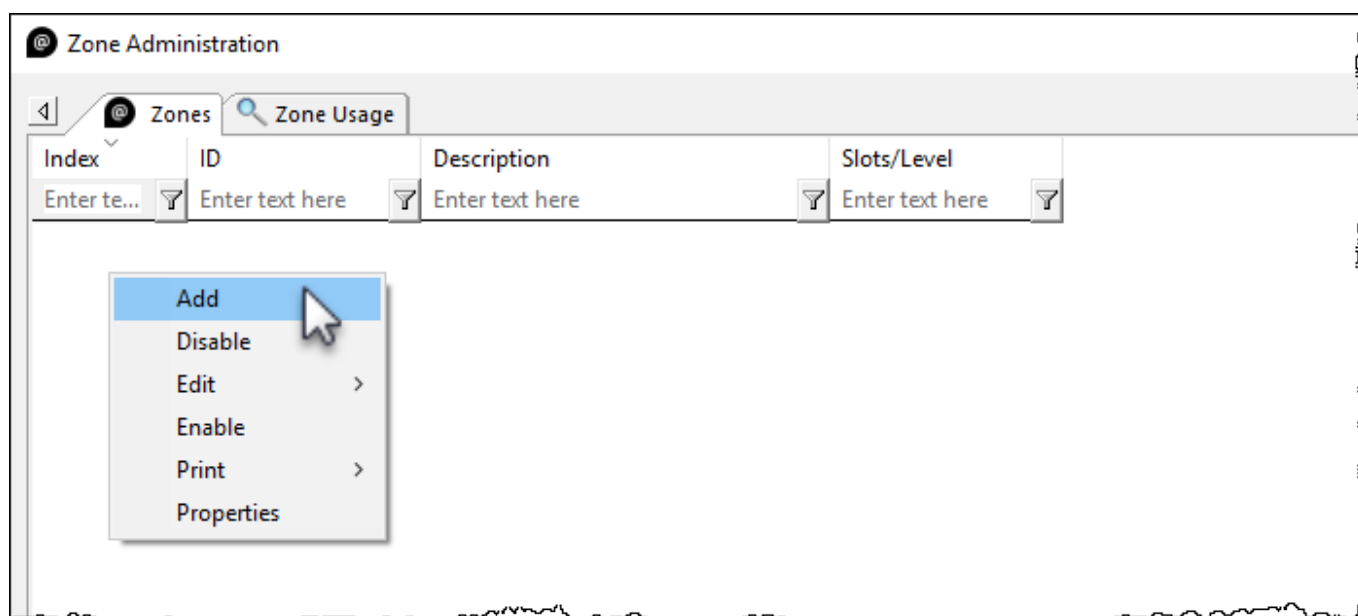 @ Zone Administration
@ Zones Zone Usage
Index ID Description Slots/Level
Enter te... Enter text here Enter text here Enter text here
Add
Disable
Edit >
Enable
Print >
Properties